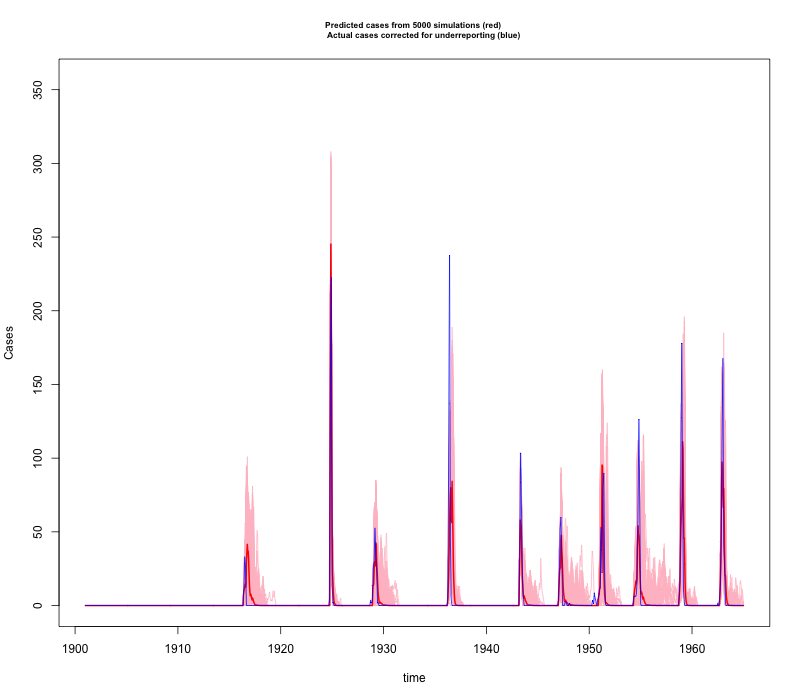 Predicted cases from 5000 simulations (red)
Actual cases corrected for underreporting (blue)
350
300
250
200
150
100
50
0
Cases
1900 1910 1920 1930 1940 1950 1960
time